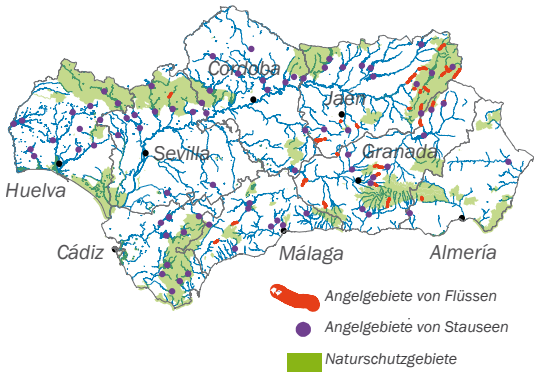 Córdoba
Jaén
Sevilla
Granada
Huelva
Cádiz
Málaga
Almería
Angelgebiete von Flüssen
Angelgebiete von Stauseen
Naturschutzgebiete